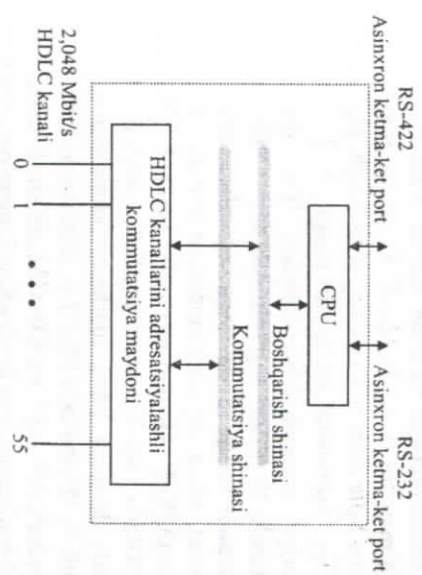 RS-422
Asinxron ketma-ket port
RS-232
Asinxron ketma-ket port
CPU
Boshqarish shinasi
Kommutatsiya shinasi
HDLC kanallarini adresatsiyalashli
kommutatsiya maydoni
2,048 Mbit/s
HDLC kanali
0
1
• • •
55